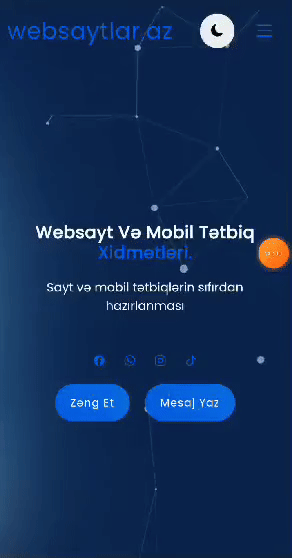 websaytlar.az
Websayt Və Mobil Tətbiq
Xidmətləri.
Sayt və mobil tətbiqlərin sıfırdan
hazırlanması
Zəng Et
Mesaj Yaz